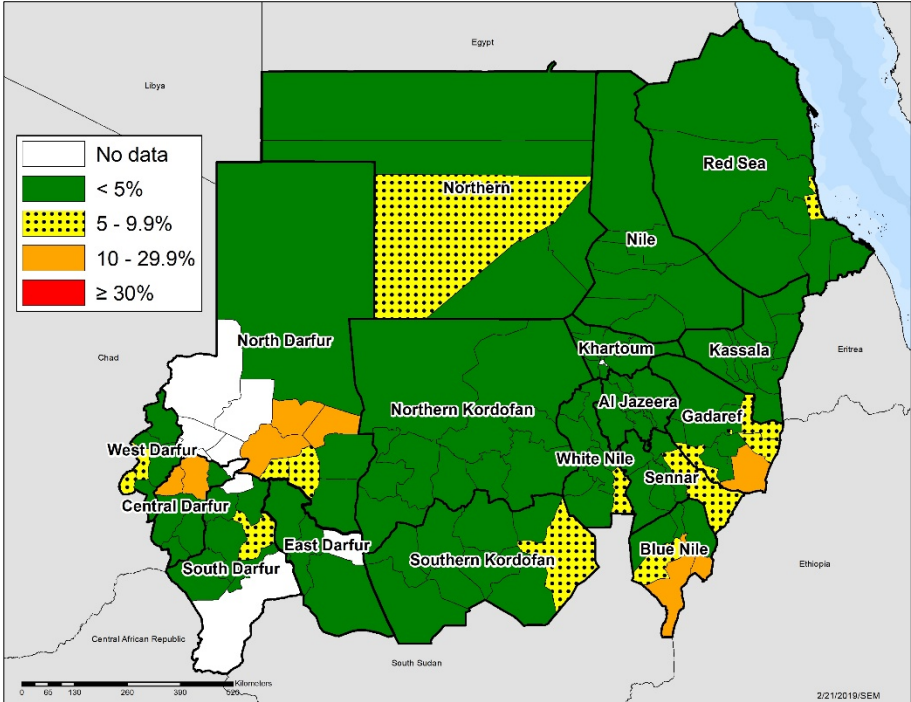 Egypt
Libya
No data
< 5%
5 - 9.9%
10 - 29.9%
≥ 30%
Northern
Red Sea
Nile
Chad
North Darfur
Khartoum
Kassala
Eritrea
Northern Kordofan
Al Jazeera
Gadaref
West Darfur
White Nile
Sennar
Central Darfur
East Darfur
Blue Nile
South Darfur
Southern Kordofan
Ethiopia
Central African Republic
South Sudan
Kilometers
0 65 130 260 390 520
2/21/2019/SEM